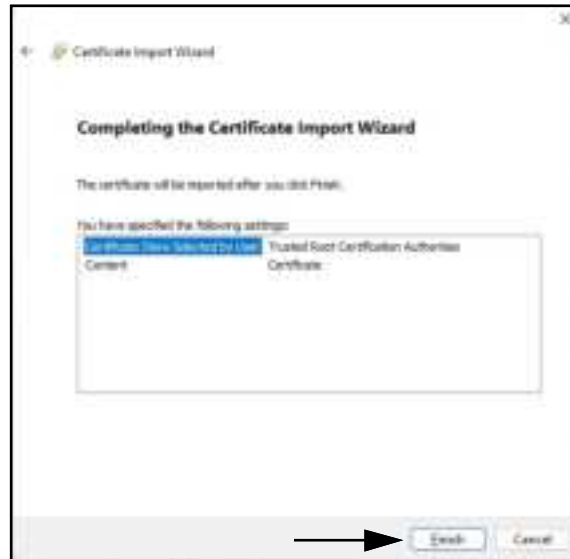 Certificate Import Wizard
Completing the Certificate Import Wizard
The certificate will be imported after you click Finish.
You have specified the following settings:
Certificate Store Selected by User Trusted Root Certification Authorities
Content Certificate
Finish Cancel